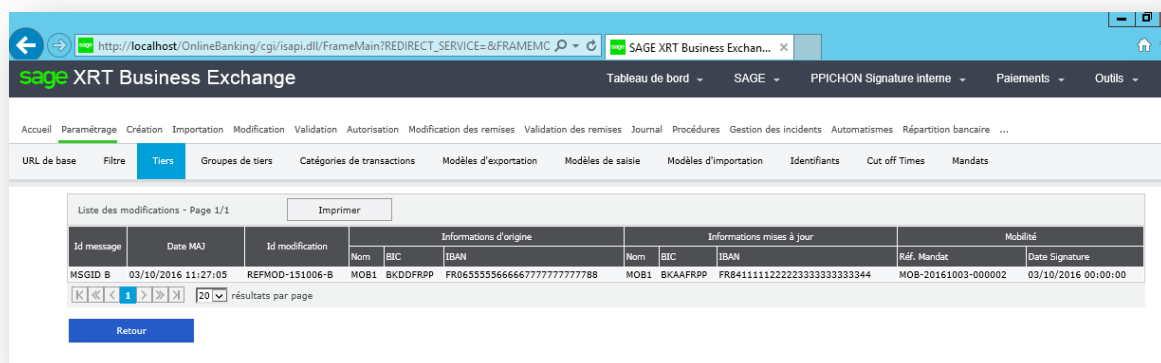 http://localhost/OnlineBanking/cgi/isapi.dll/FrameMain?REDIRECT_SERVICE=&FRAMEMC
SAGE XRT Business Exchan...
sage XRT Business Exchange
Tableau de bord
SAGE
PPICHON Signature interne
Paiements
Outils
Accueil Paramétrage Création Importation Modification Validation Autorisation Modification des remises Validation des remises Journal Procédures Gestion des incidents Automatismes Répartition bancaire ...
URL de base Filtre Tiers Groupes de tiers Catégories de transactions Modèles d'exportation Modèles de saisie Modèles d'importation Identifiants Cut off Times Mandats
Liste des modifications - Page 1/1 Imprimer
Informations d'origine Informations mises à jour Mobilité
Id message Date MAJ Id modification
Nom BIC IBAN Nom BIC IBAN Réf. Mandat Date Signature
MSGID B 03/10/2016 11:27:05 REFMOD-151006-B MOB1 BKDDFRPP FR0655555666667777777777788 MOB1 BKAAFRPP FR8411111222223333333333344 MOB-20161003-000002 03/10/2016 00:00:00
1 20 résultats par page
Retour